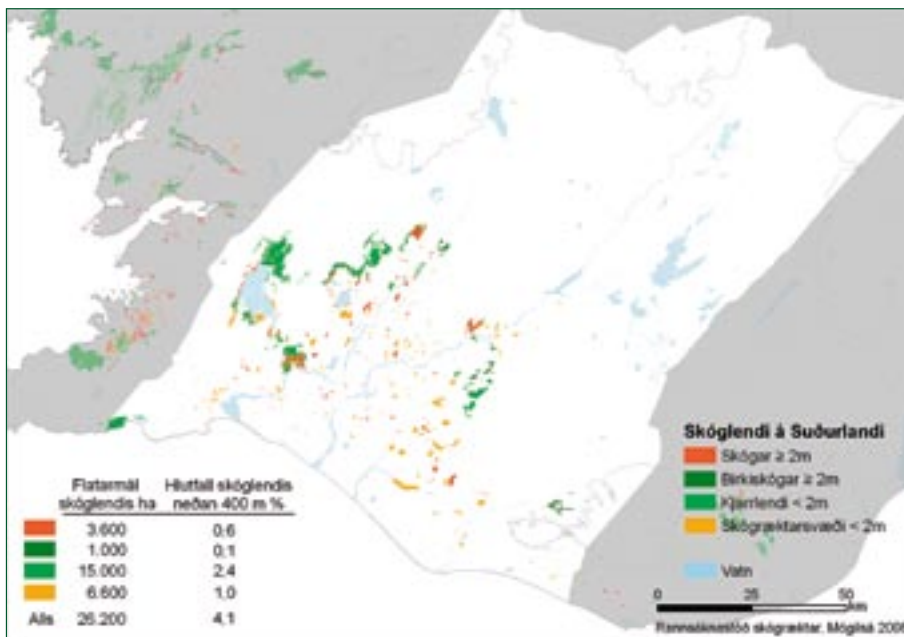 Skóglendi á Suðurlandi
Skógar ≥ 2m
Birkiskógar ≥ 2m
Kjarrlendi < 2m
Skógræktarsvæði < 2m
Vatn
0 25 50
km
Rannsóknastöð skógræktar, Mógilsá 2006
Flatarmál Hlutfall skóglendis
skóglendis ha neðan 400 m %
3.600 0.6
1.000 0.1
15.000 2.4
6.600 1.0
Alls 26.200 4.1